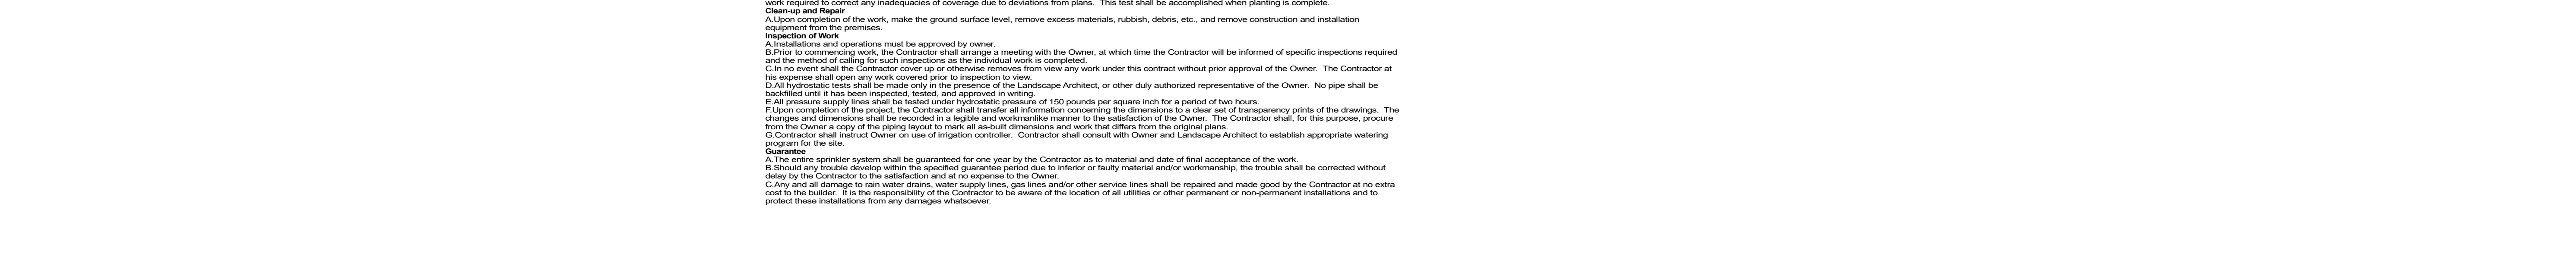 work required to correct any inadequacies of coverage due to deviations from plans.  This test shall be accomplished when planting is complete.
Clean-up and Repair
A.Upon completion of the work, make the ground surface level, remove excess materials, rubbish, debris, etc., and remove construction and installation
equipment from the premises.
Inspection of Work
A.Installations and operations must be approved by owner.
B.Prior to commencing work, the Contractor shall arrange a meeting with the Owner, at which time the Contractor will be informed of specific inspections required
and the method of calling for such inspections as the individual work is completed.
C.In no event shall the Contractor cover up or otherwise removes from view any work under this contract without prior approval of the Owner.  The Contractor at
his expense shall open any work covered prior to inspection to view.
D.All hydrostatic tests shall be made only in the presence of the Landscape Architect, or other duly authorized representative of the Owner.  No pipe shall be
backfilled until it has been inspected, tested, and approved in writing.
E.All pressure supply lines shall be tested under hydrostatic pressure of 150 pounds per square inch for a period of two hours.
F.Upon completion of the project, the Contractor shall transfer all information concerning the dimensions to a clear set of transparency prints of the drawings.  The
changes and dimensions shall be recorded in a legible and workmanlike manner to the satisfaction of the Owner.  The Contractor shall, for this purpose, procure
from the Owner a copy of the piping layout to mark all as-built dimensions and work that differs from the original plans.
G.Contractor shall instruct Owner on use of irrigation controller.  Contractor shall consult with Owner and Landscape Architect to establish appropriate watering
program for the site.
Guarantee
A.The entire sprinkler system shall be guaranteed for one year by the Contractor as to material and date of final acceptance of the work.
B.Should any trouble develop within the specified guarantee period due to inferior or faulty material and/or workmanship, the trouble shall be corrected without
delay by the Contractor to the satisfaction and at no expense to the Owner.
C.Any and all damage to rain water drains, water supply lines, gas lines and/or other service lines shall be repaired and made good by the Contractor at no extra
cost to the builder.  It is the responsibility of the Contractor to be aware of the location of all utilities or other permanent or non-permanent installations and to
protect these installations from any damages whatsoever.